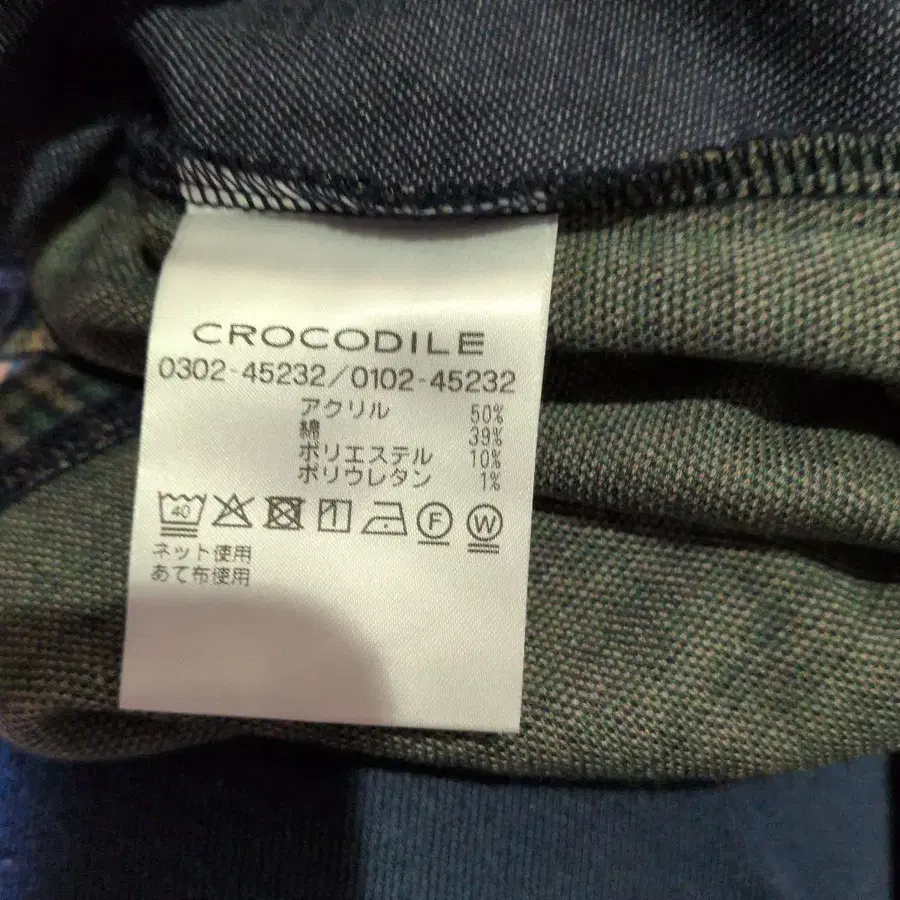 CROCODILE
0302-45232/0102-45232
アクリル 50%
綿 39%
ポリエステル 10%
ポリウレタン 1%
40 F W
ネット使用
あて布使用